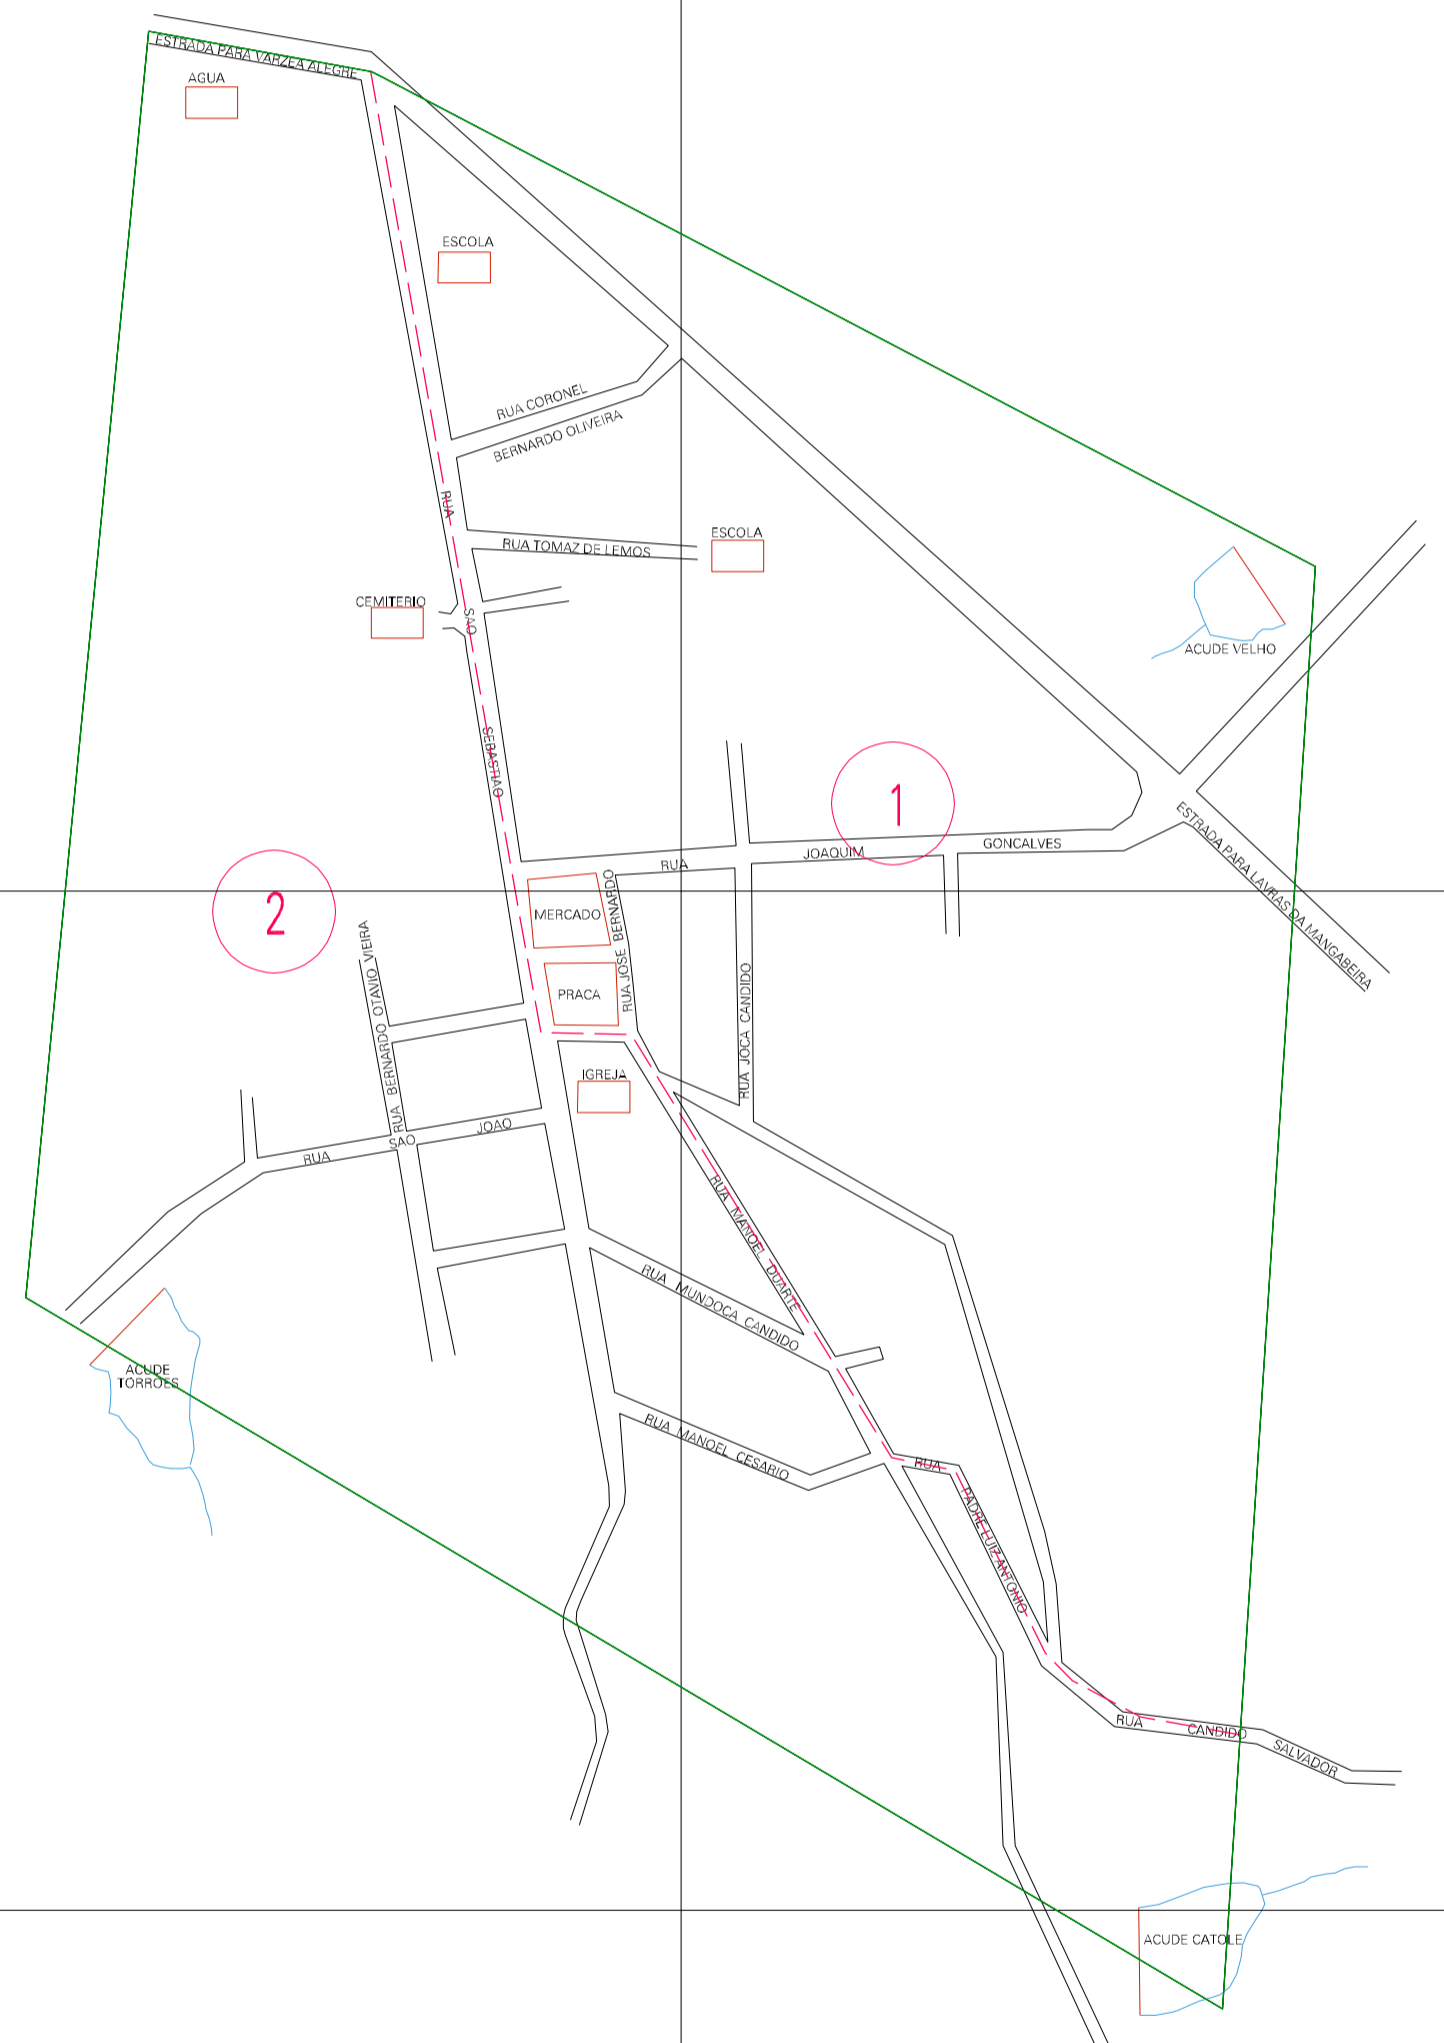 ESTRADA PARA VARZEA ALEGRE
AGUA
ESCOLA
RUA CORONEL
BERNARDO OLIVEIRA
RUA SAO SEBASTIAO
RUA TOMAZ DE LEMOS
ESCOLA
CEMITERIO
ACUDE VELHO
1
ESTRADA PARA LAVRAS DA MANGABEIRA
RUA JOAQUIM GONCALVES
2
MERCADO
RUA JOSE BERNARDO
PRACA
RUA BERNARDO OTAVIO VIEIRA
RUA JOCA CANDIDO
IGREJA
RUA SAO JOAO
RUA MANOEL DUARTE
RUA MUNDOCA CANDIDO
ACUDE
TORROES
RUA MANOEL CESARIO
RUA PADRE LUIZ ANTONIO
RUA CANDIDO SALVADOR
ACUDE CATOLE